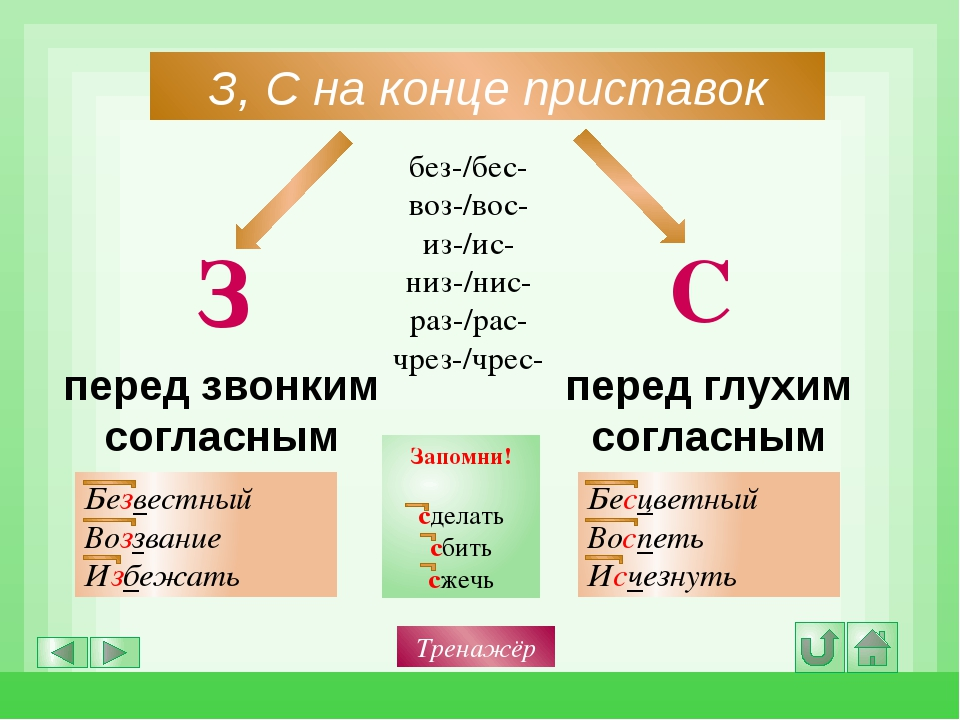 З, С на конце приставок
без-/бес-
воз-/вос-
из-/ис-
низ-/нис-
раз-/рас-
чрез-/чрес-
З
перед звонким
согласным
С
перед глухим
согласным
Безвестный
Воззвание
Избежать
Запомни!
сделать
сбить
сжечь
Бесцветный
Воспеть
Исчезнуть
Тренажёр